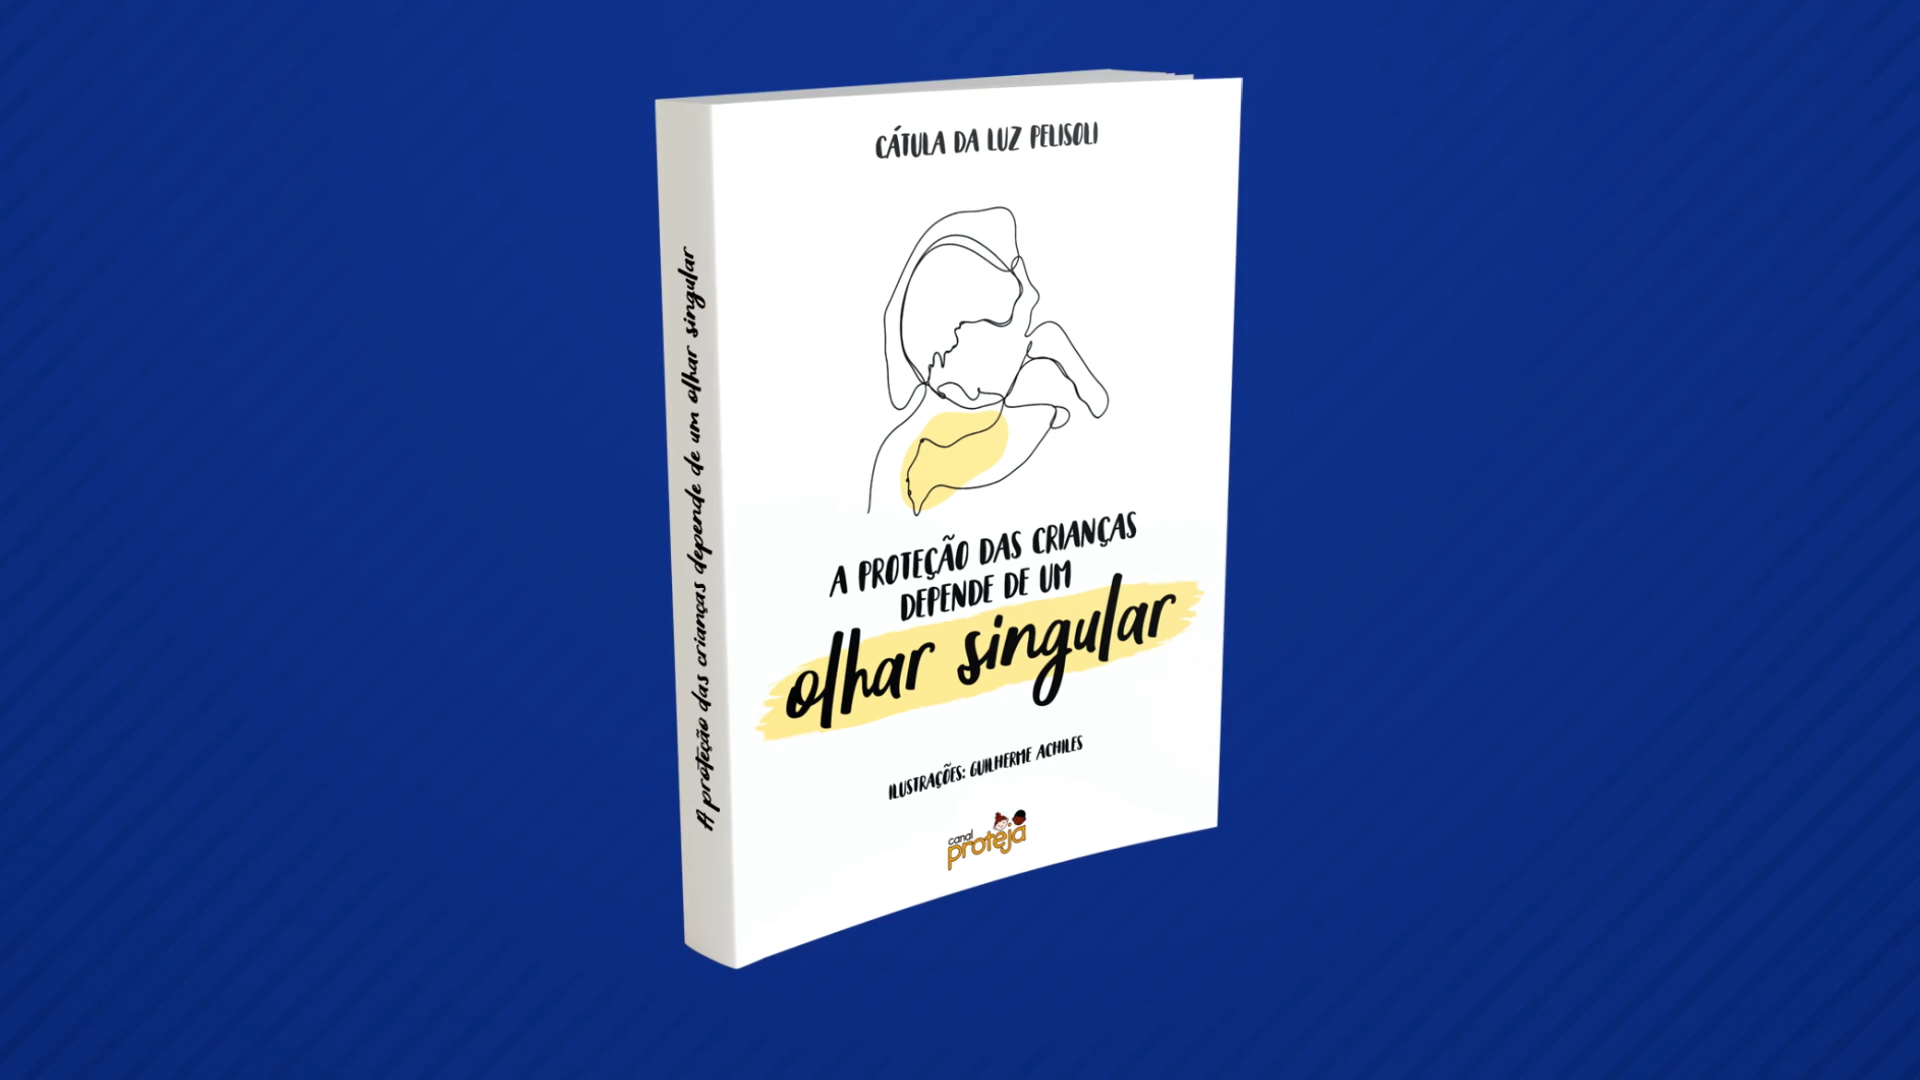 CÁTULA DA LUZ PELISOLI
A PROTEÇÃO DAS CRIANÇAS
DEPENDE DE UM
olhar singular
ILUSTRAÇÕES: GUILHERME ACHILES
canal
proteja
A proteção das crianças depende de um olhar singular